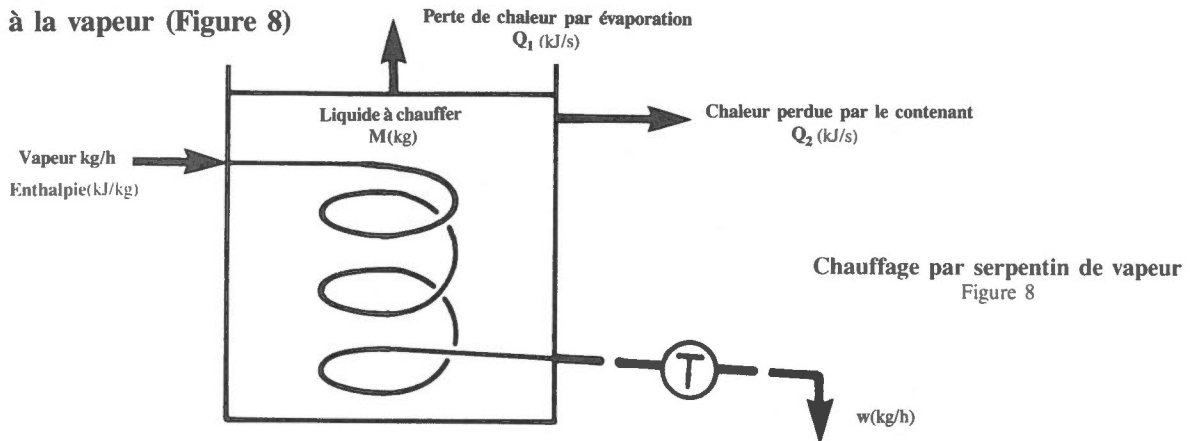 à la vapeur (Figure 8)
Perte de chaleur par évaporation
Q₁ (kJ/s)
Liquide à chauffer
M(kg)
Chaleur perdue par le contenant
Q₂ (kJ/s)
Vapeur kg/h
Enthalpie(kJ/kg)
Chauffage par serpentin de vapeur
Figure 8
T
w(kg/h)